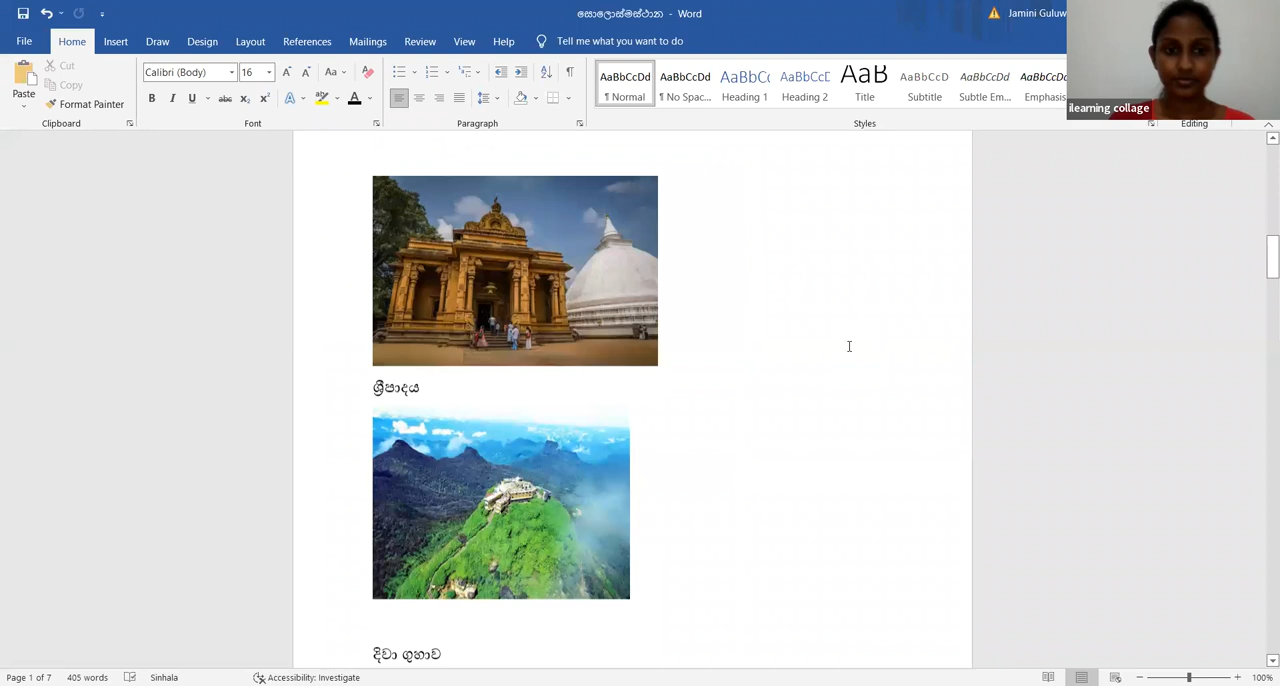 සොලොස්මස්ථාන - Word
Jamini Guluw
File Home Insert Draw Design Layout References Mailings Review View Help Tell me what you want to do
Paste
Cut
Copy
Format Painter
Clipboard
Calibri (Body) 16
Font
Paragraph
AaBbCcDd AaBbCcDd AaBbCc AaBbCcD AaB AaBbCcD AaBbCcDd AaBbCcDd
¶ Normal ¶ No Spac... Heading 1 Heading 2 Title Subtitle Subtle Em... Emphasis
Styles
Editing
ilearning collage
ශ්‍රීපාදය
දිවා ගුහාව
Page 1 of 7 405 words Sinhala Accessibility: Investigate 100%